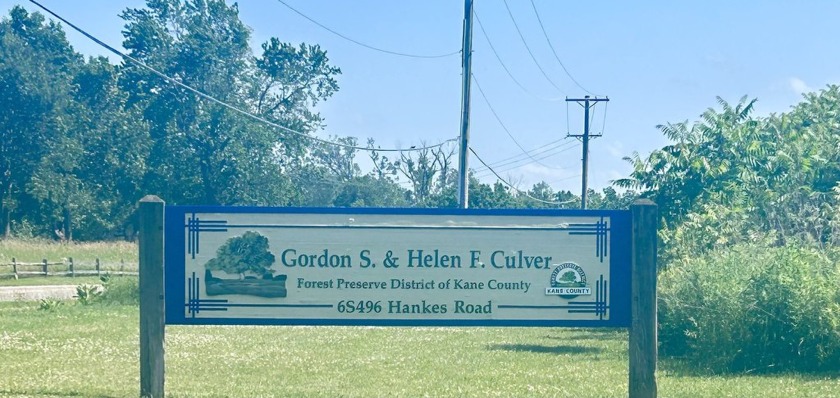 Gordon S. & Helen F. Culver
Forest Preserve District of Kane County
6S496 Hankes Road
KANE COUNTY